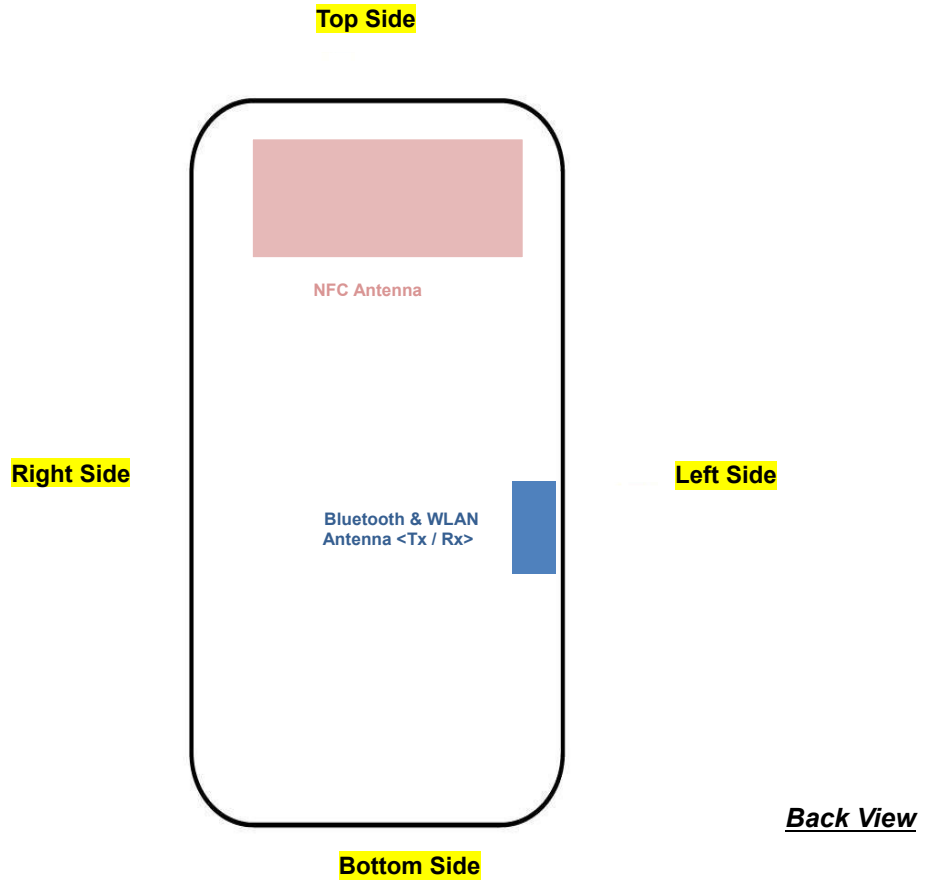 Top Side
NFC Antenna
Right Side
Left Side
Bluetooth & WLAN
Antenna <Tx / Rx>
Back View
Bottom Side